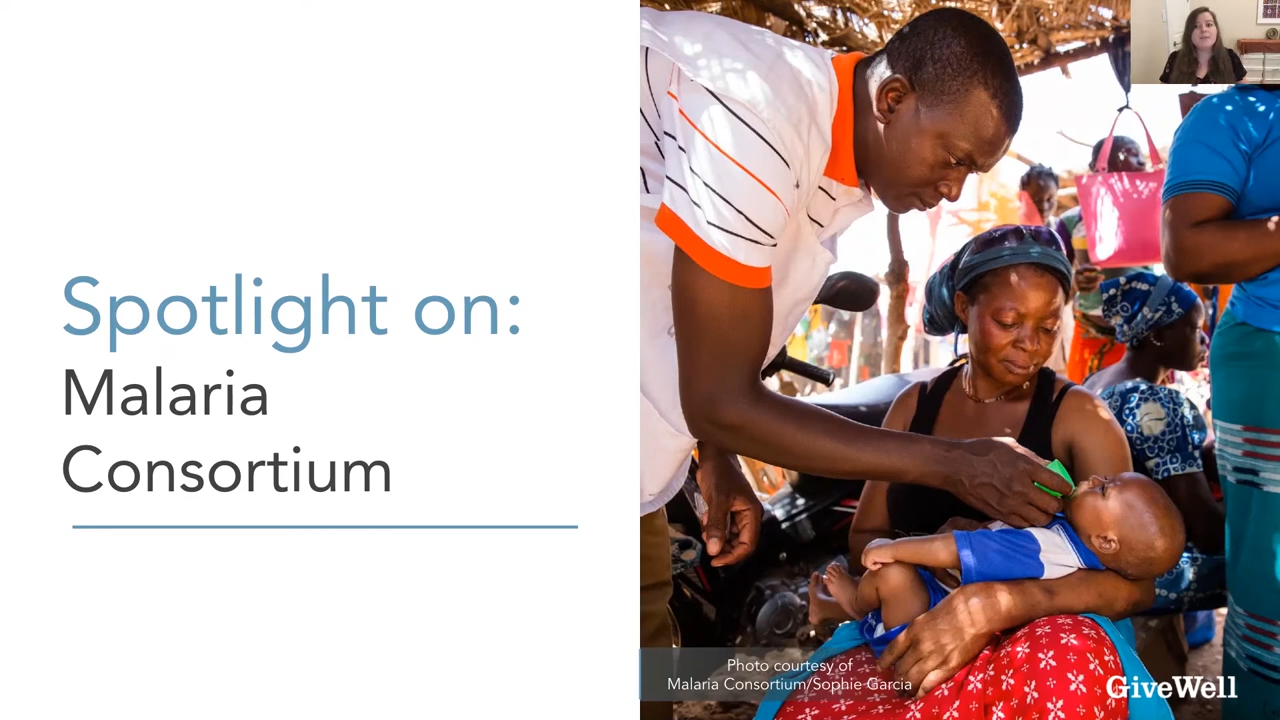 Spotlight on:
Malaria
Consortium
Photo courtesy of
Malaria Consortium/Sophie Garcia
GiveWell